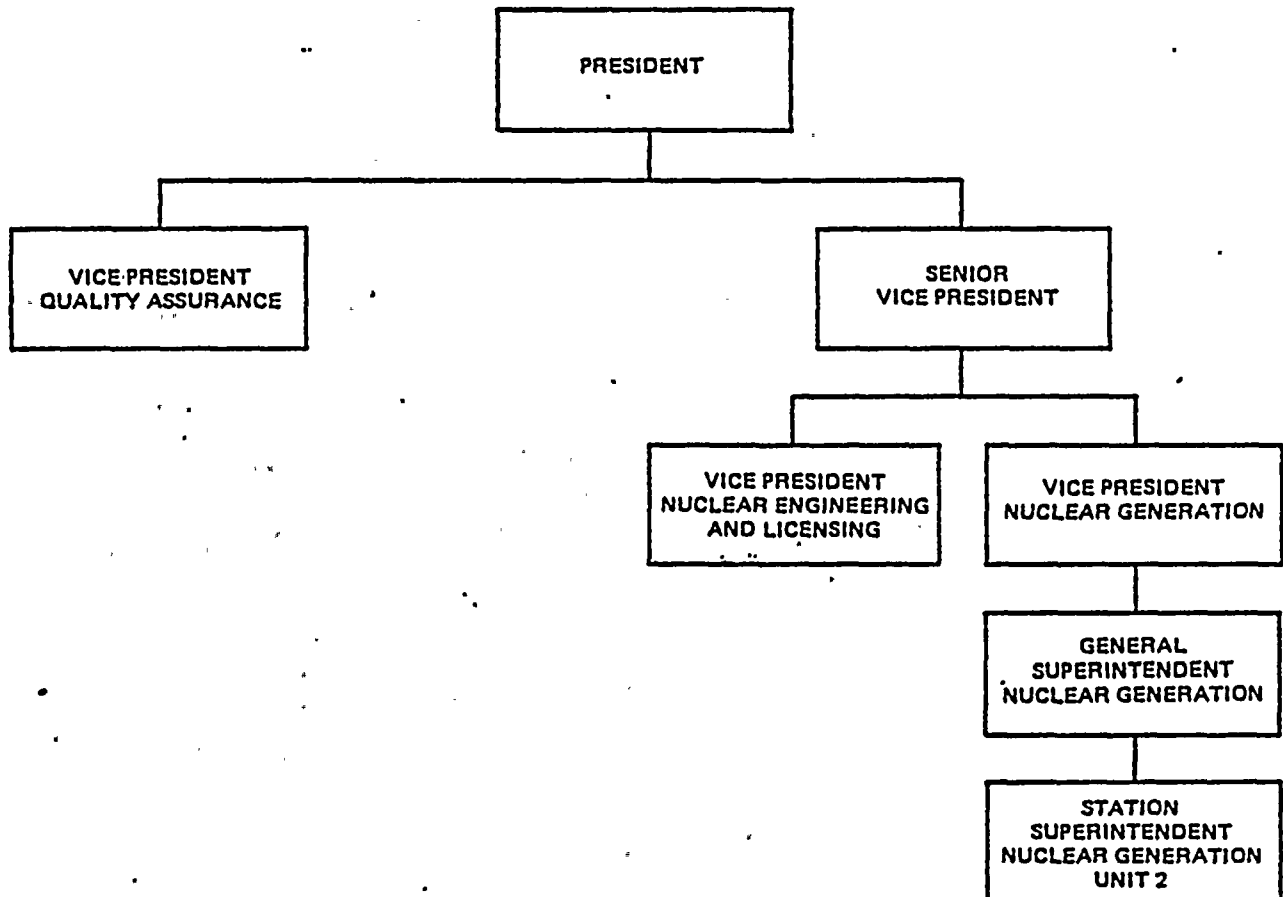 PRESIDENT
VICE-PRESIDENT
QUALITY ASSURANCE
SENIOR
VICE PRESIDENT
VICE PRESIDENT
NUCLEAR ENGINEERING
AND LICENSING
VICE PRESIDENT
NUCLEAR GENERATION
GENERAL
SUPERINTENDENT
NUCLEAR GENERATION
STATION
SUPERINTENDENT
NUCLEAR GENERATION
UNIT 2